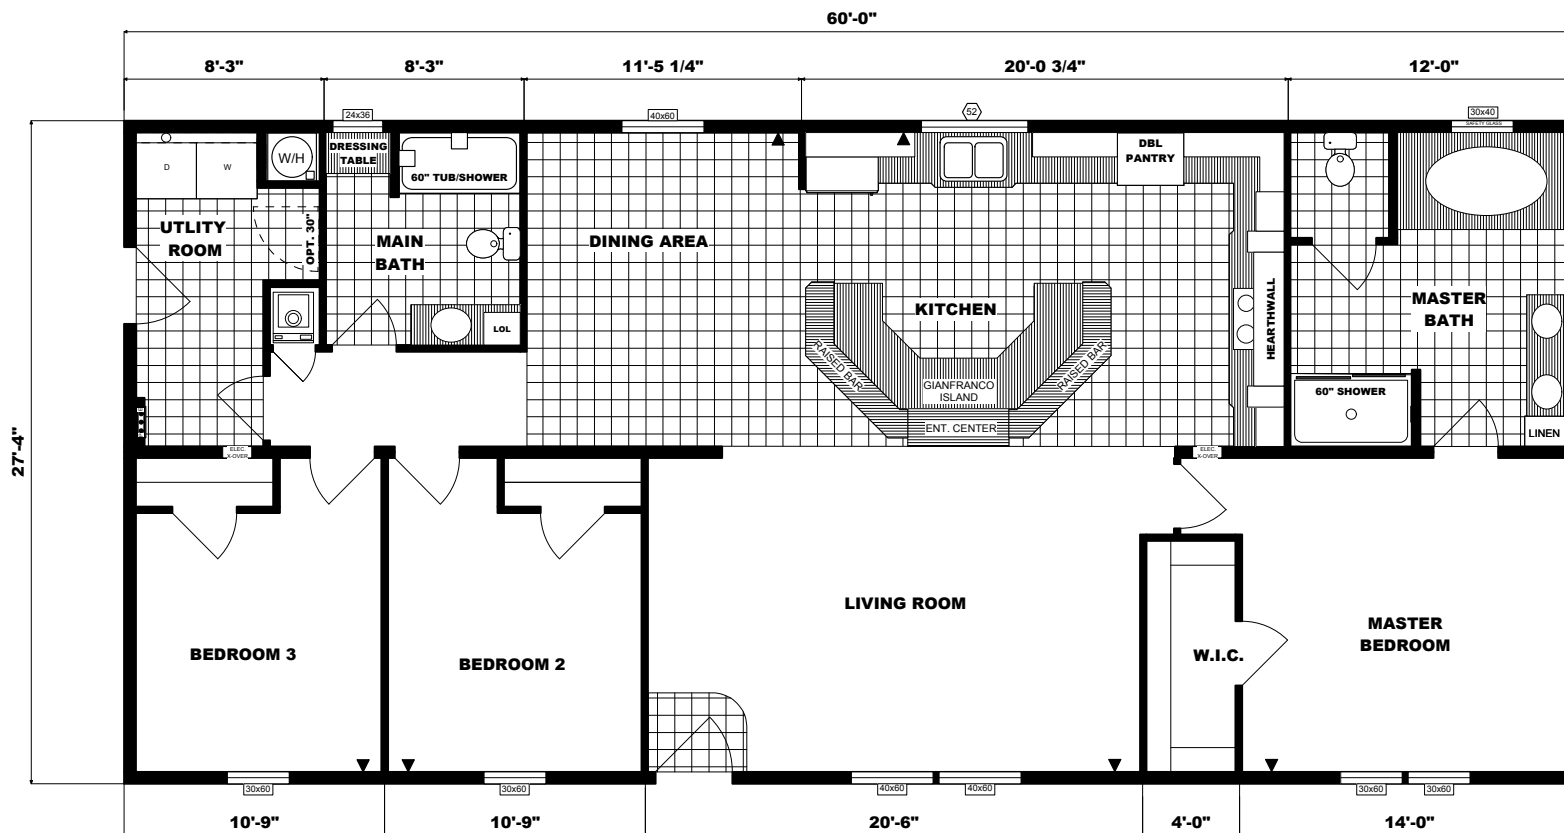 60'-0"
8'-3"
8'-3"
11'-5 1/4"
20'-0 3/4"
12'-0"
24x36
40x60
52
30x40
SAFETY GLASS
D
W
W/H
DRESSING
TABLE
60" TUB/SHOWER
DBL
PANTRY
UTLITY
ROOM
OPT. 30"
MAIN
BATH
DINING AREA
KITCHEN
HEARTHWALL
MASTER
BATH
LOL
RAISED BAR
RAISED BAR
GIANFRANCO
ISLAND
ENT. CENTER
60" SHOWER
LINEN
ELEC.
X-OVER
ELEC.
X-OVER
27'-4"
LIVING ROOM
MASTER
BEDROOM
W.I.C.
BEDROOM 3
BEDROOM 2
30x60
30x60
40x60
40x60
30x60
30x60
10'-9"
10'-9"
20'-6"
4'-0"
14'-0"